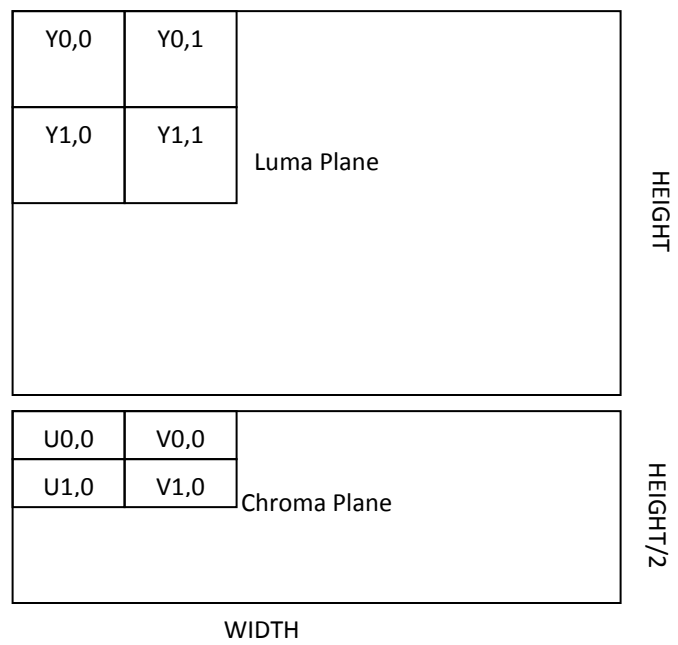 Y0,0 Y0,1
Y1,0 Y1,1
Luma Plane
HEIGHT
U0,0 V0,0
U1,0 V1,0
Chroma Plane
HEIGHT/2
WIDTH